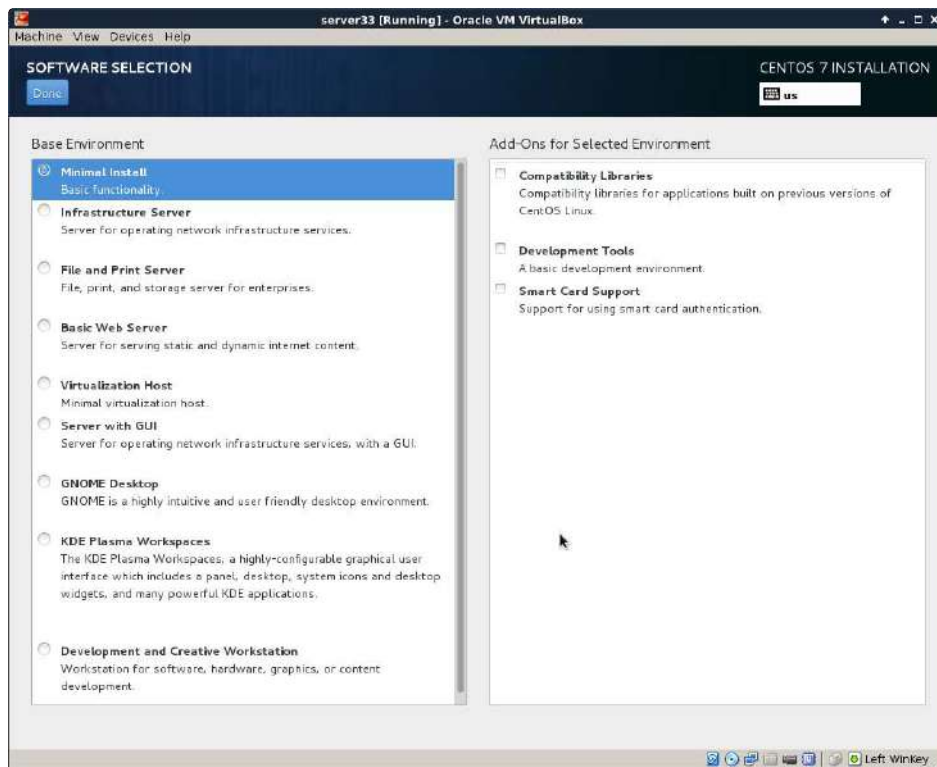 server33 [Running] - Oracle VM VirtualBox
Machine View Devices Help
SOFTWARE SELECTION
CENTOS 7 INSTALLATION
Done
us
Base Environment
Add-Ons for Selected Environment
Minimal Install
Basic functionality.
Infrastructure Server
Server for operating network infrastructure services.
File and Print Server
File, print, and storage server for enterprises.
Basic Web Server
Server for serving static and dynamic internet content.
Virtualization Host
Minimal virtualization host.
Server with GUI
Server for operating network infrastructure services, with a GUI.
GNOME Desktop
GNOME is a highly intuitive and user friendly desktop environment.
KDE Plasma Workspaces
The KDE Plasma Workspaces, a highly-configurable graphical user
interface which includes a panel, desktop, system icons and desktop
widgets, and many powerful KDE applications.
Development and Creative Workstation
Workstation for software, hardware, graphics, or content
development.
Compatibility Libraries
Compatibility libraries for applications built on previous versions of
CentOS Linux.
Development Tools
A basic development environment.
Smart Card Support
Support for using smart card authentication.
Left WinKey